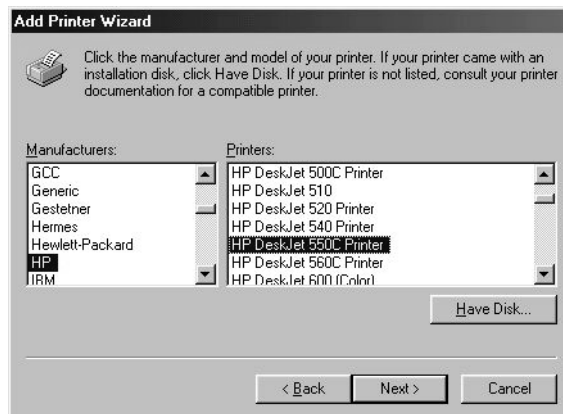 Add Printer Wizard
Click the manufacturer and model of your printer. If your printer came with an
installation disk, click Have Disk. If your printer is not listed, consult your printer
documentation for a compatible printer.
Manufacturers:
GCC
Generic
Gestetner
Hermes
Hewlett-Packard
HP
IBM
Printers:
HP DeskJet 500C Printer
HP DeskJet 510
HP DeskJet 520 Printer
HP DeskJet 540 Printer
HP DeskJet 550C Printer
HP DeskJet 560C Printer
HP DeskJet 600 (Color)
Have Disk...
< Back
Next >
Cancel